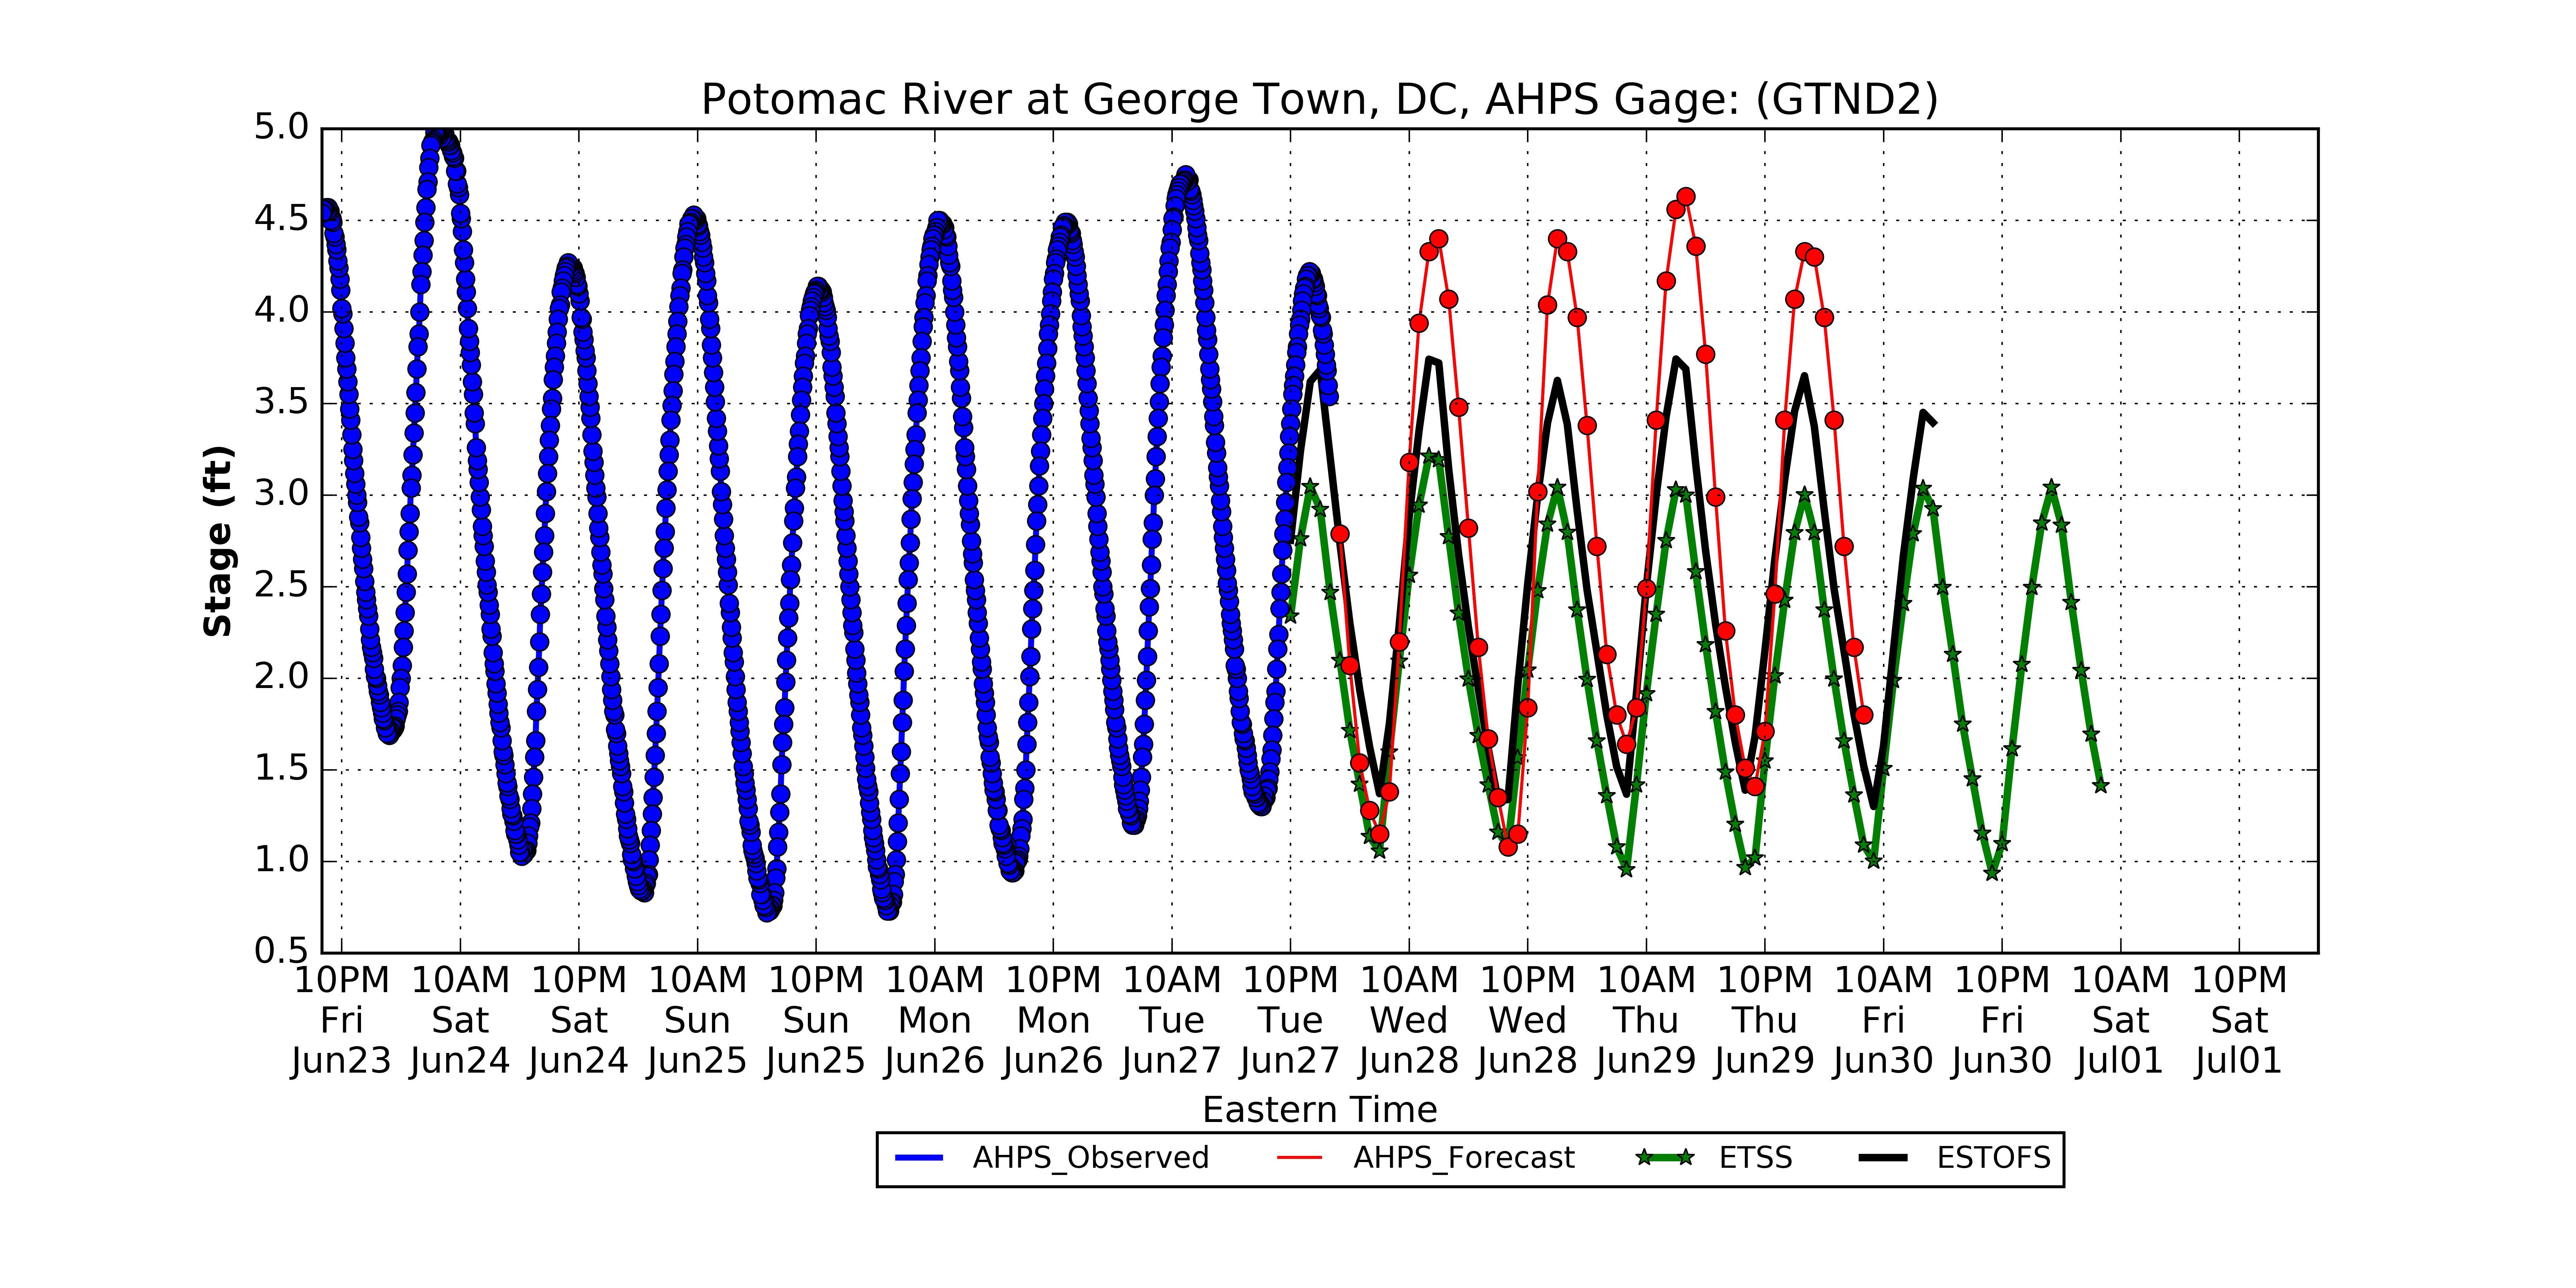 Potomac River at George Town, DC, AHPS Gage: (GTND2)
Stage (ft)
5.0
4.5
4.0
3.5
3.0
2.5
2.0
1.5
1.0
0.5
10PM 10AM 10PM 10AM 10PM 10AM 10PM 10AM 10PM 10AM 10PM 10AM 10PM 10AM 10PM 10AM 10PM
Fri Sat Sat Sun Sun Mon Mon Tue Tue Wed Wed Thu Thu Fri Fri Sat Sat
Jun23 Jun24 Jun24 Jun25 Jun25 Jun26 Jun26 Jun27 Jun27 Jun28 Jun28 Jun29 Jun29 Jun30 Jun30 Jul01 Jul01
Eastern Time
AHPS_Observed AHPS_Forecast ETSS ESTOFS